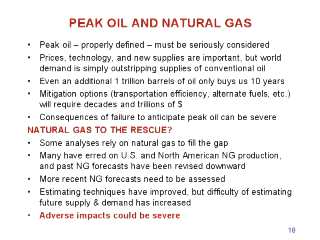 PEAK OIL AND NATURAL GAS
• Peak oil – properly defined – must be seriously considered
• Prices, technology, and new supplies are important, but world
demand is simply outstripping supplies of conventional oil
• Even an additional 1 trillion barrels of oil only buys us 10 years
• Mitigation options (transportation efficiency, alternate fuels, etc.)
will require decades and trillions of $
• Consequences of failure to anticipate peak oil can be severe
NATURAL GAS TO THE RESCUE?
• Some analyses rely on natural gas to fill the gap
• Many have erred on U.S. and North American NG production,
and past NG forecasts have been revised downward
• More recent NG forecasts need to be assessed
• Estimating techniques have improved, but difficulty of estimating
future supply & demand has increased
• Adverse impacts could be severe
18